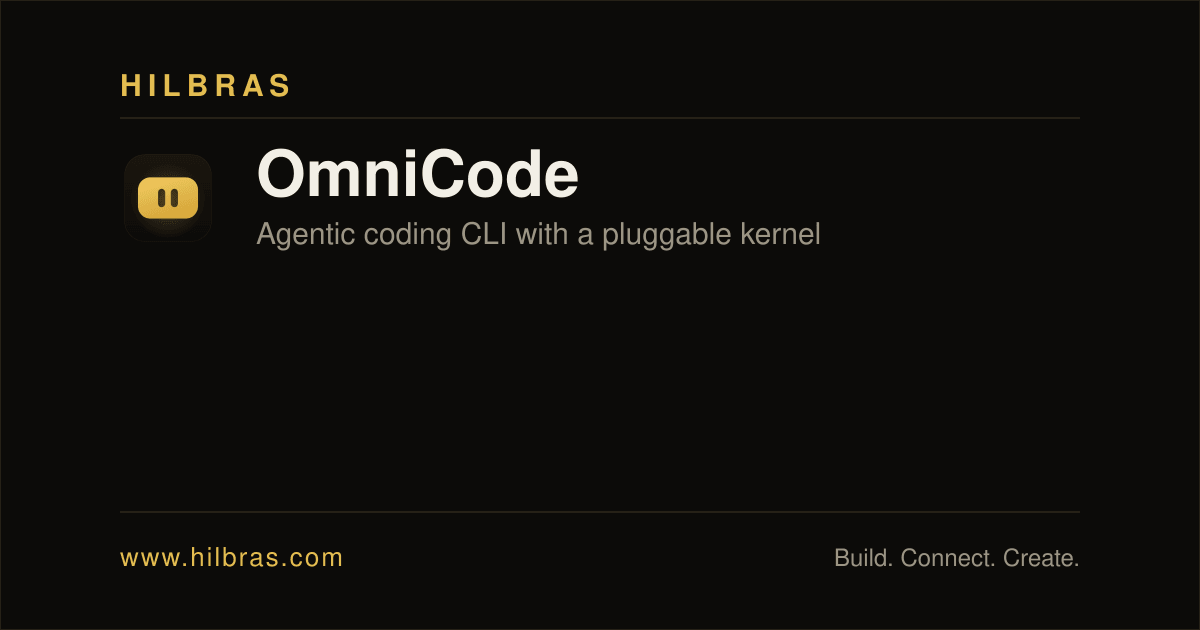 HILBRAS
OmniCode
Agentic coding CLI with a pluggable kernel
www.hilbras.com
Build. Connect. Create.